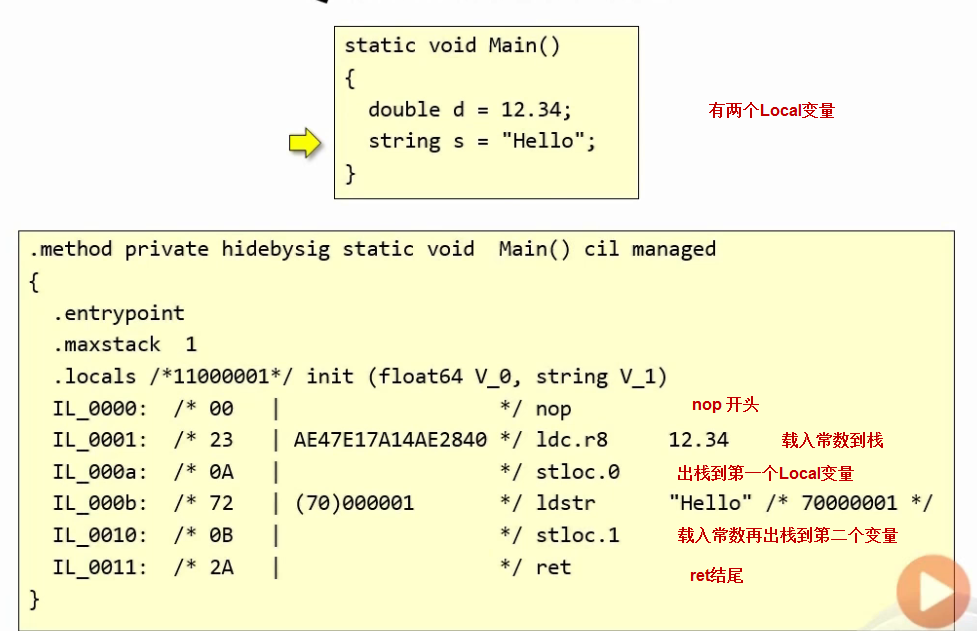 static void Main()
{
double d = 12.34;
有两个Local变量
string s = "Hello";
}
.method private hidebysig static void  Main() cil managed
{
.entrypoint
.maxstack  1
.locals /*11000001*/ init (float64 V_0, string V_1)
IL_0000:  /* 00   |                  */ nop    nop 开头
IL_0001:  /* 23   | AE47E17A14AE2840 */ ldc.r8     12.34    载入常数到栈
IL_000a:  /* 0A   |                  */ stloc.0    出栈到第一个Local变量
IL_000b:  /* 72   | (70)000001       */ ldstr      "Hello" /* 70000001 */
IL_0010:  /* 0B   |                  */ stloc.1    载入常数再出栈到第二个变量
IL_0011:  /* 2A   |                  */ ret    ret结尾
}